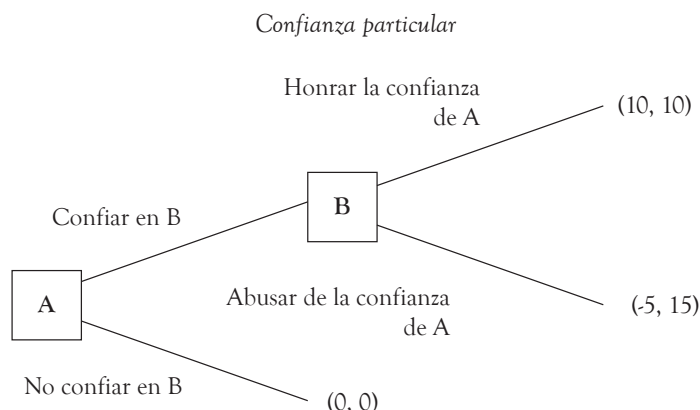 Confianza particular
Honrar la confianza
de A
(10, 10)
B
Confiar en B
A
Abusar de la confianza
de A
(-5, 15)
No confiar en B
(0, 0)